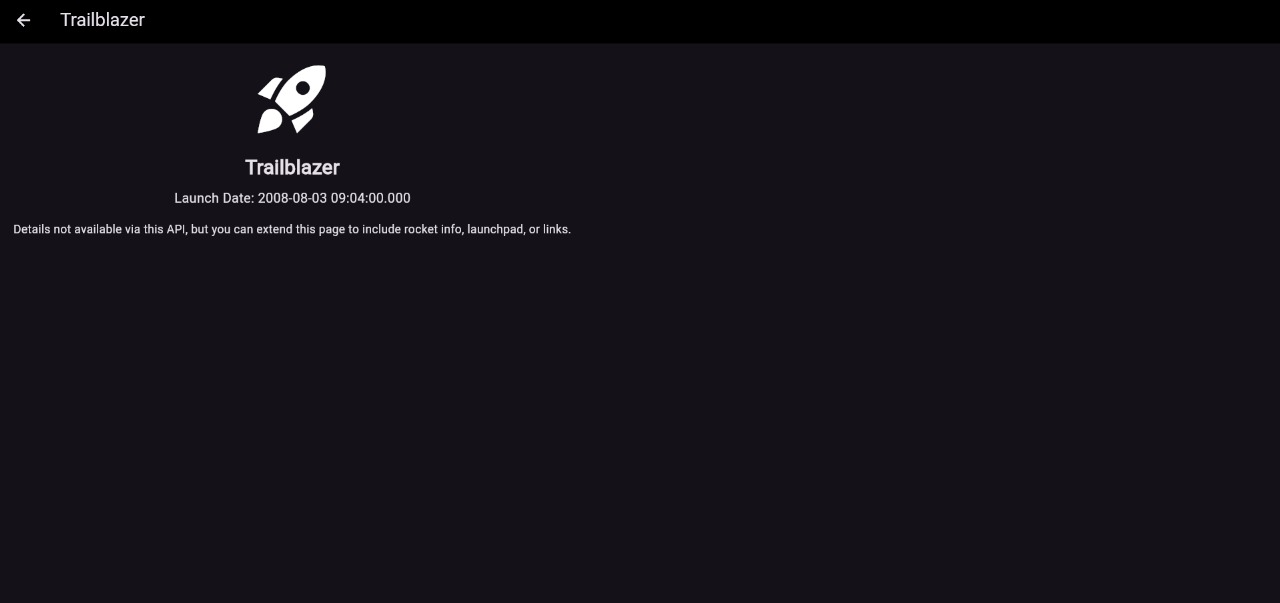 Trailblazer
Trailblazer
Launch Date: 2008-08-03 09:04:00.000
Details not available via this API, but you can extend this page to include rocket info, launchpad, or links.